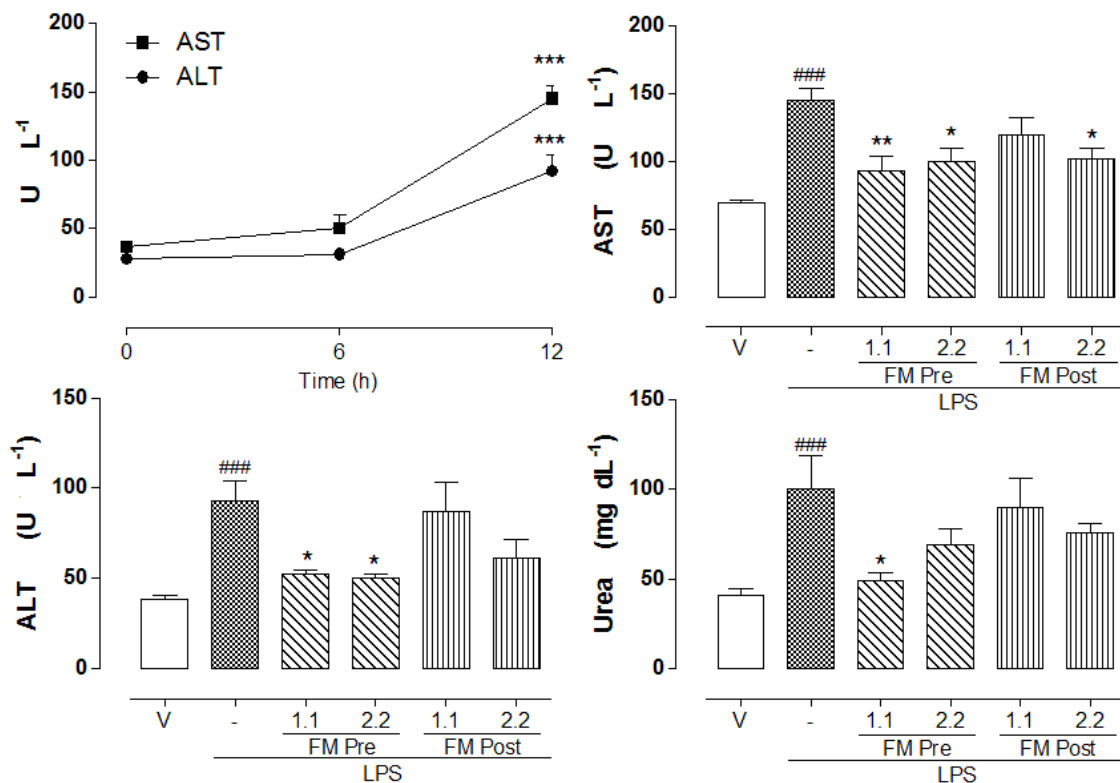 200
150
100
50
0
U L-1
AST
ALT
***
***
0 6 12
Time (h)
200
150
100
50
0
AST (U L-1)
###
** * *
V - 1.1 2.2 1.1 2.2
FM Pre FM Post
LPS
150
100
50
0
ALT (U L-1)
###
* *
V - 1.1 2.2 1.1 2.2
FM Pre FM Post
LPS
150
100
50
0
Urea (mg dL-1)
###
*
V - 1.1 2.2 1.1 2.2
FM Pre FM Post
LPS